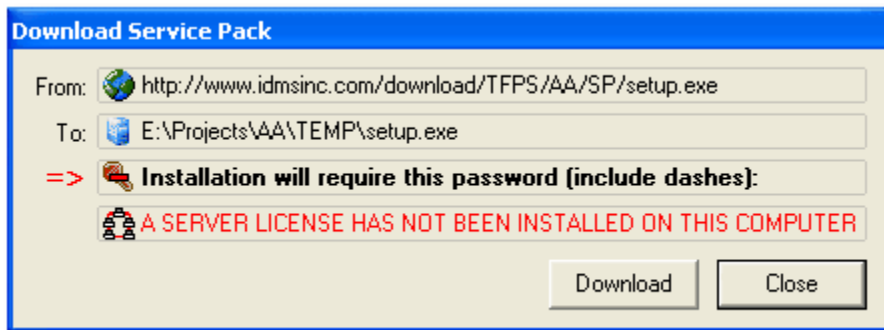 Download Service Pack
From: http://www.idmsinc.com/download/TFPS/AA/SP/setup.exe
To: E:\Projects\AA\TEMP\setup.exe
=> Installation will require this password (include dashes):
A SERVER LICENSE HAS NOT BEEN INSTALLED ON THIS COMPUTER
Download Close